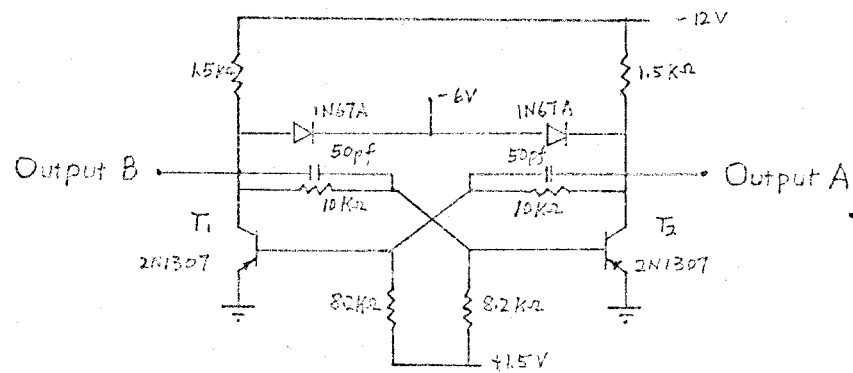 -12V
1.5KΩ
1.5KΩ
-6V
1N67A
1N67A
50pf
50pf
Output B
Output A
10KΩ
10KΩ
T1
T2
2N1307
2N1307
8.2KΩ
8.2KΩ
+1.5V